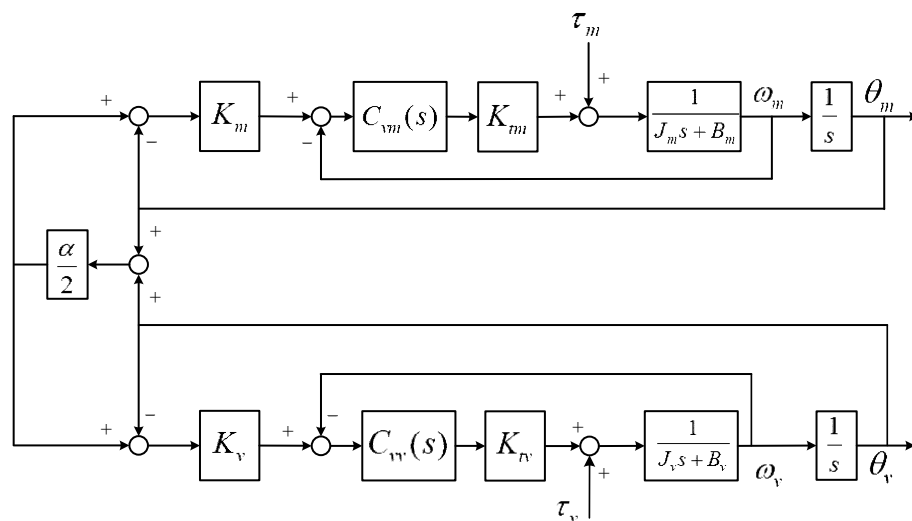 τ_m
+
K_m
+
C_vm(s)
K_tm
+
+
1
J_m s + B_m
ω_m
1
s
θ_m
−
−
+
α
2
+
−
−
+
K_v
+
C_vv(s)
K_tv
+
+
1
J_v s + B_v
ω_v
1
s
θ_v
τ_v